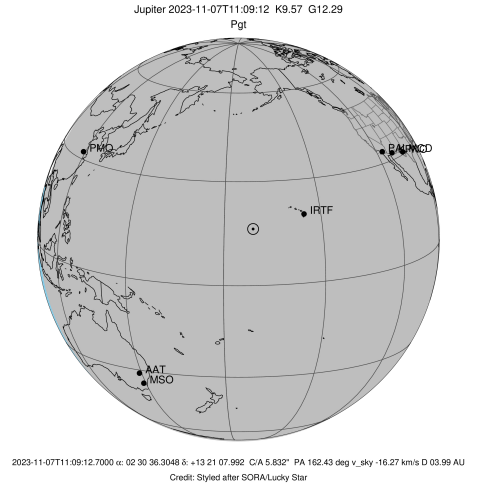 Jupiter 2023-11-07T11:09:12 K9.57 G12.29
Pgt
PMO
IRTF
AAT
MSO
2023-11-07T11:09:12.7000 α: 02 30 36.3048 δ: +13 21 07.992 C/A 5.832" PA 162.43 deg v_sky -16.27 km/s D 03.99 AU
Credit: Styled after SORA/Lucky Star